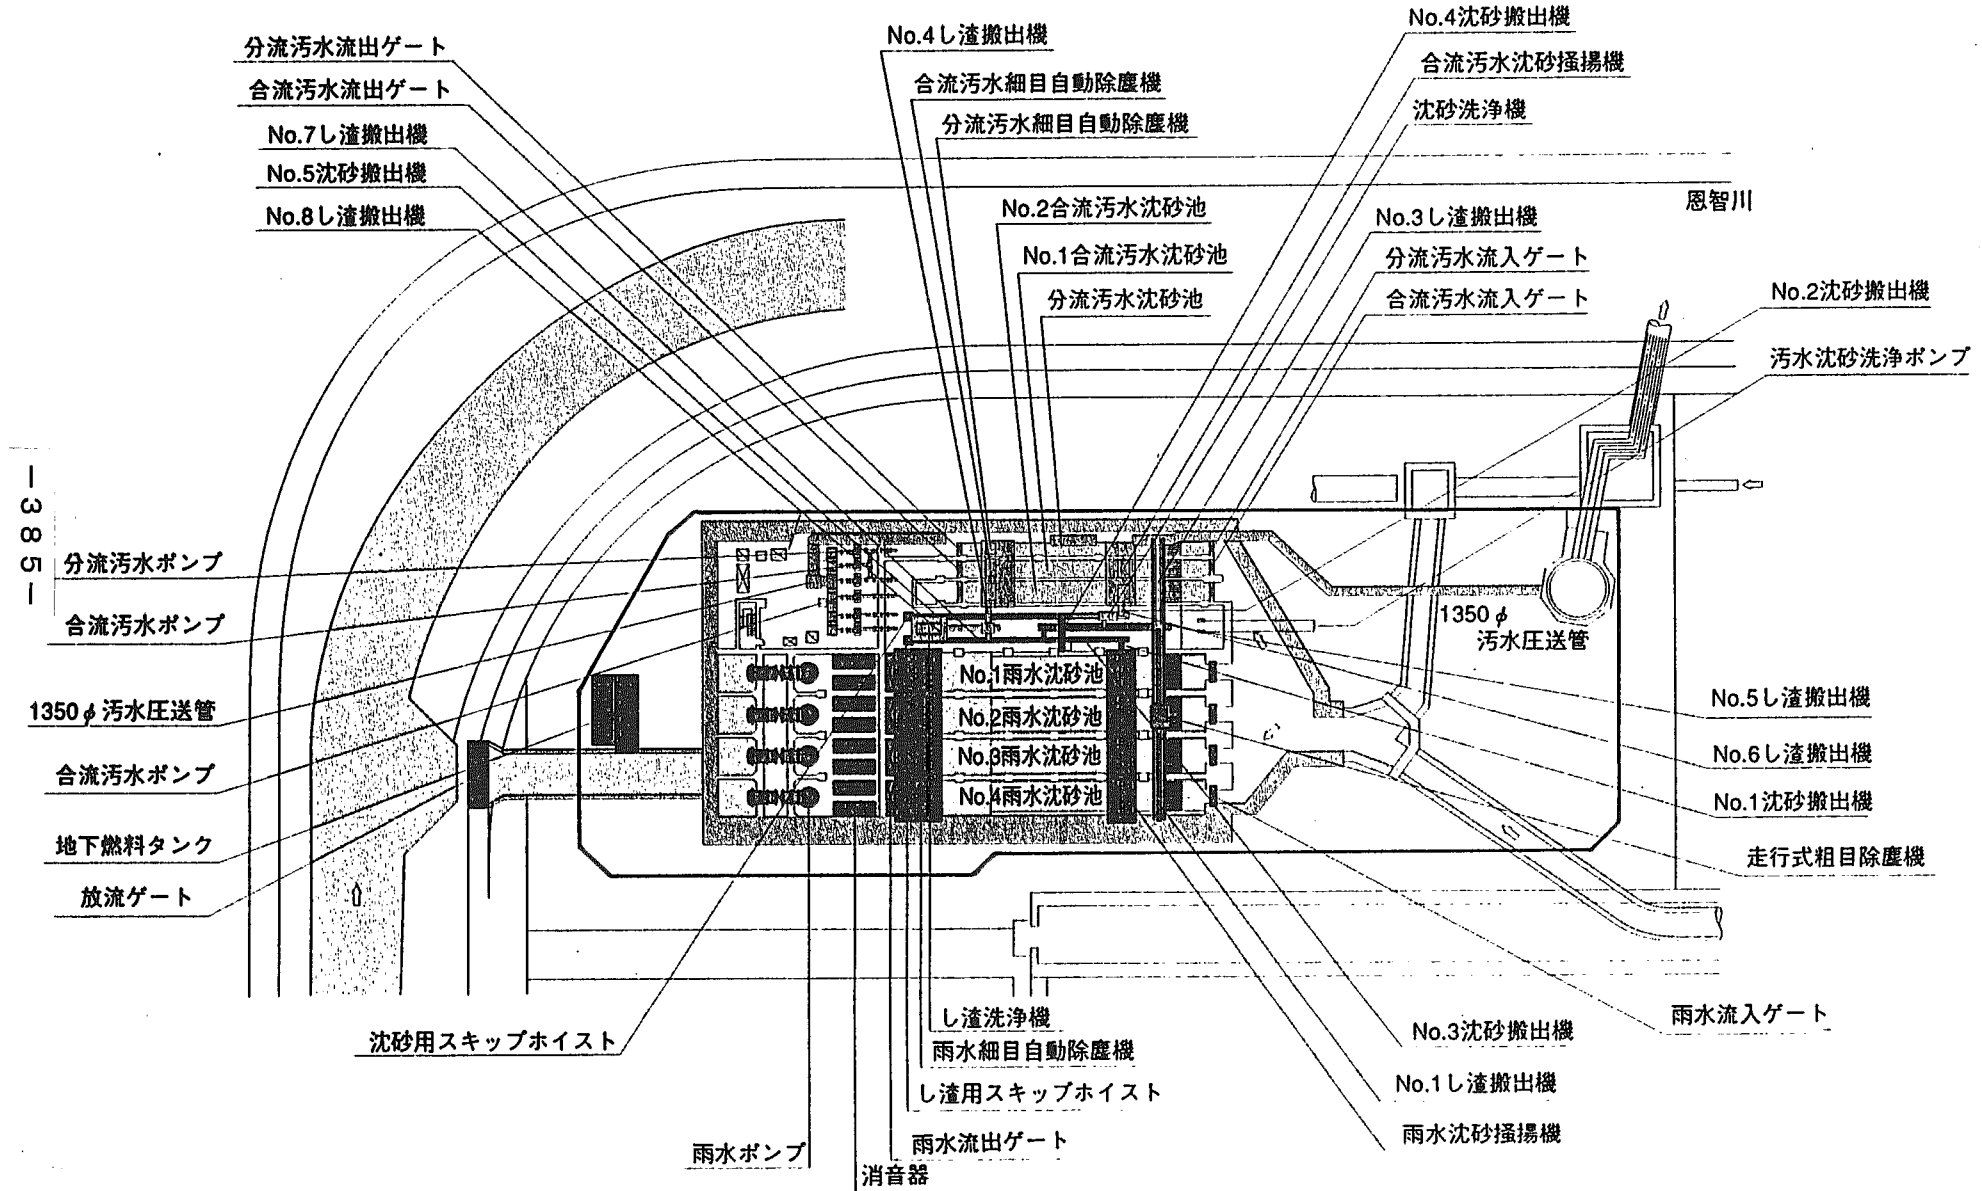 分流汚水流出ゲート
合流汚水流出ゲート
No.7し渣搬出機
No.5沈砂搬出機
No.8し渣搬出機
No.4し渣搬出機
合流汚水細目自動除塵機
分流汚水細目自動除塵機
No.2合流汚水沈砂池
No.1合流汚水沈砂池
分流汚水沈砂池
No.4沈砂搬出機
合流汚水沈砂掻揚機
沈砂洗浄機
恩智川
No.3し渣搬出機
分流汚水流入ゲート
合流汚水流入ゲート
No.2沈砂搬出機
汚水沈砂洗浄ポンプ
—385—
分流汚水ポンプ
合流汚水ポンプ
1350φ汚水圧送管
合流汚水ポンプ
地下燃料タンク
放流ゲート
1350φ
汚水圧送管
No.1雨水沈砂池
No.2雨水沈砂池
No.3雨水沈砂池
No.4雨水沈砂池
No.5し渣搬出機
No.6し渣搬出機
No.1沈砂搬出機
走行式粗目除塵機
雨水流入ゲート
沈砂用スキップホイスト
し渣洗浄機
雨水細目自動除塵機
し渣用スキップホイスト
雨水流出ゲート
雨水ポンプ
消音器
No.3沈砂搬出機
No.1し渣搬出機
雨水沈砂掻揚機